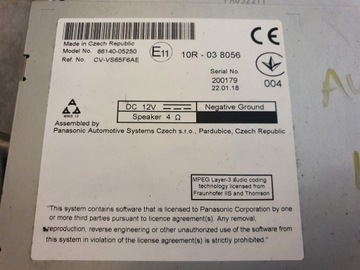 Made in Czech Republic
Model No. 86140-05250
Ref. No. CV-VS65F6AE
E11
10R - 03 8056
CE
Serial No.
200179
22.01.18
004
DC 12V
Negative Ground
Speaker 4 Ω
Assembled by
Panasonic Automotive Systems Czech s.r.o., Pardubice, Czech Republic
MPEG Layer-3 audio coding
technology licensed from
Fraunhofer IIS and Thomson
"This system contains software that is licensed to Panasonic Corporation by one
or more third parties pursuant to licence agreement(s). Any removal,
reproduction, reverse engineering or other unauthorized use of the software from
this system in violation of the licence agreement(s) is strictly prohibited."